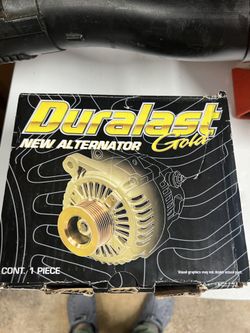 Duralast
Gold
NEW ALTERNATOR
CONT. 1 PIECE